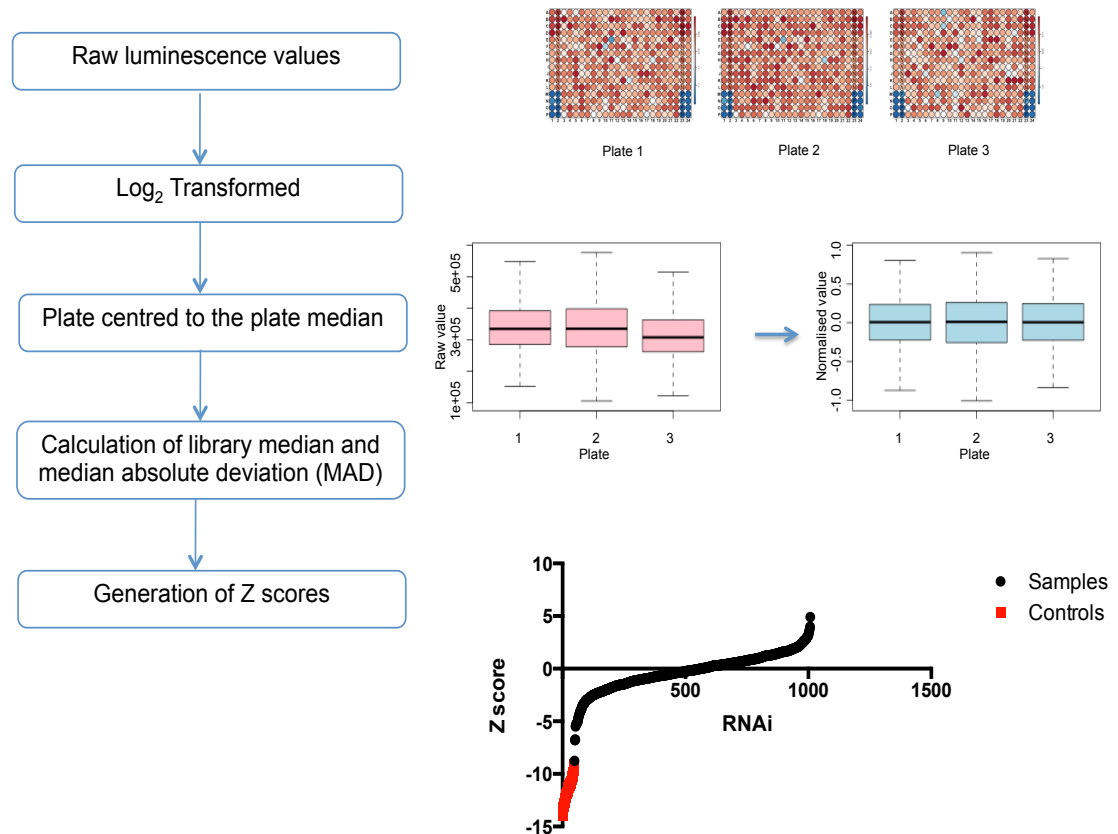 Raw luminescence values
Log2 Transformed
Plate centred to the plate median
Calculation of library median and
median absolute deviation (MAD)
Generation of Z scores
Plate 1
Plate 2
Plate 3
Raw value
5e+05
3e+05
1e+05
1
2
3
Plate
Normalised value
1.0
0.5
0.0
-0.5
-1.0
1
2
3
Plate
Z score
10
5
0
-5
-10
-15
500
1000
1500
RNAi
Samples
Controls